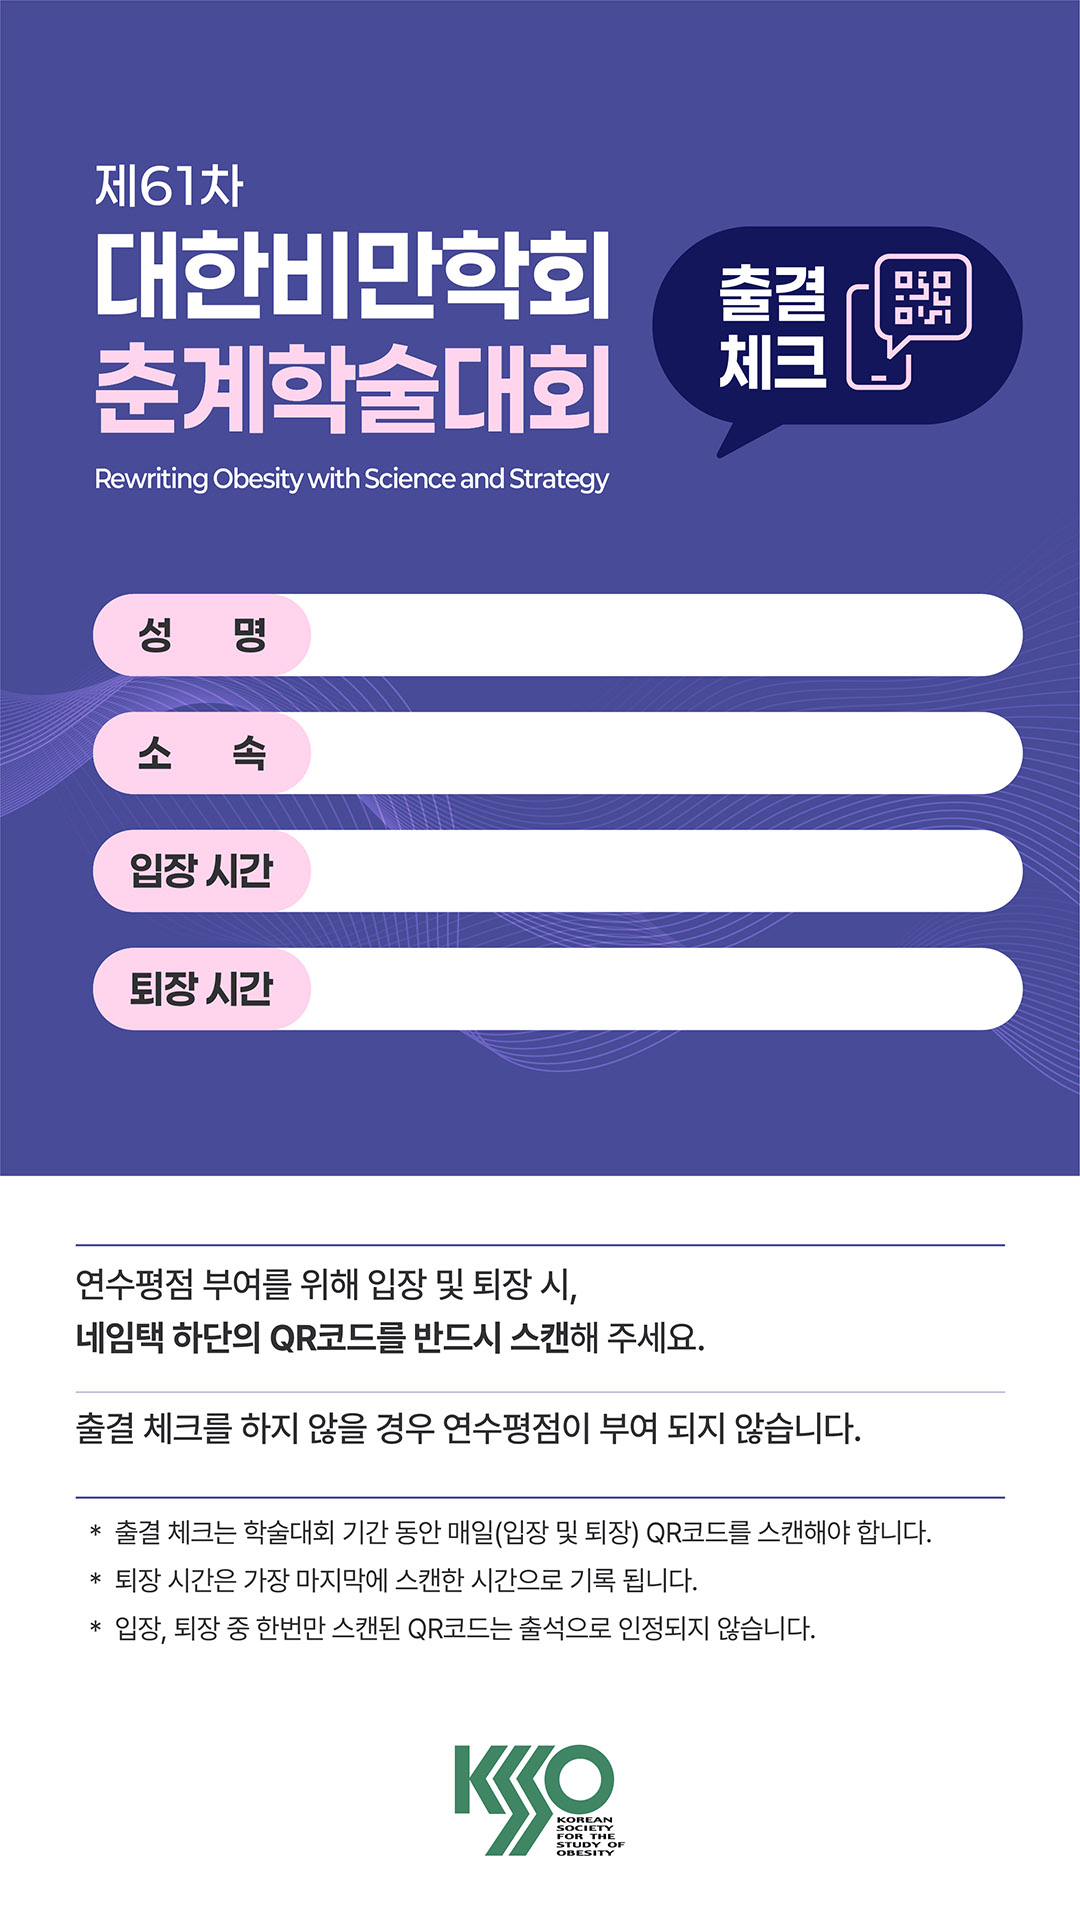 제61차
대한비만학회
춘계학술대회
Rewriting Obesity with Science and Strategy
출결
체크
성 명
소 속
입장 시간
퇴장 시간
연수평점 부여를 위해 입장 및 퇴장 시,
네임택 하단의 QR코드를 반드시 스캔해 주세요.
출결 체크를 하지 않을 경우 연수평점이 부여 되지 않습니다.
* 출결 체크는 학술대회 기간 동안 매일(입장 및 퇴장) QR코드를 스캔해야 합니다.
* 퇴장 시간은 가장 마지막에 스캔한 시간으로 기록 됩니다.
* 입장, 퇴장 중 한번만 스캔된 QR코드는 출석으로 인정되지 않습니다.
KSSO
KOREAN
SOCIETY
FOR THE
STUDY OF
OBESITY